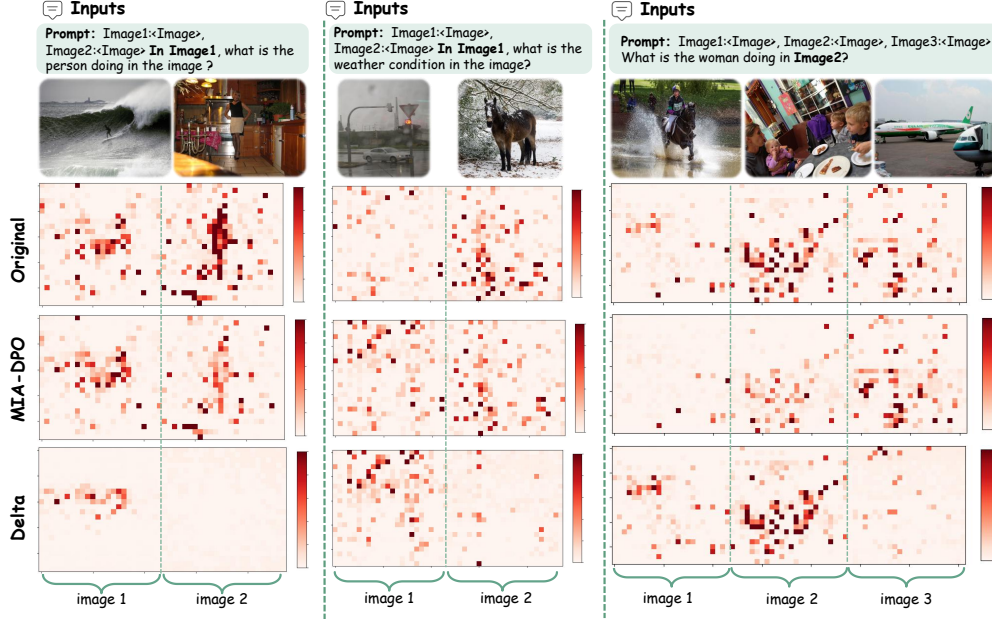 Inputs
Prompt: Image1:<Image>,
Image2:<Image> In Image1, what is the
person doing in the image ?
Inputs
Prompt: Image1:<Image>,
Image2:<Image> In Image1, what is the
weather condition in the image?
Inputs
Prompt: Image1:<Image>, Image2:<Image>, Image3:<Image>
What is the woman doing in Image2?
Original
MIA-DPO
Delta
image 1
image 2
image 1
image 2
image 1
image 2
image 3